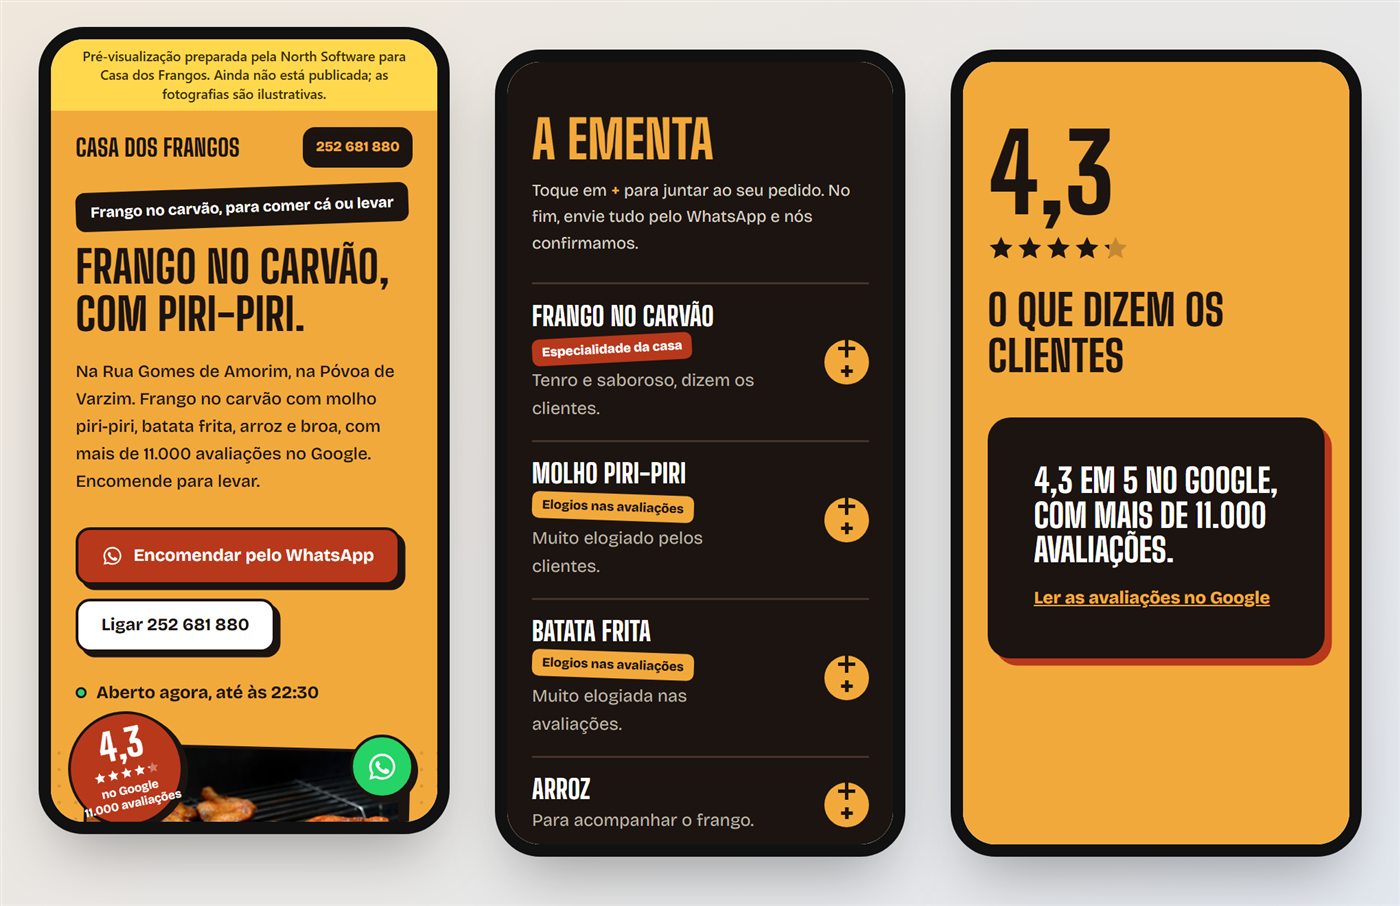 Pré-visualização preparada pela North Software para
Casa dos Frangos. Ainda não está publicada; as
fotografias são ilustrativas.
CASA DOS FRANGOS
252 681 880
Frango no carvão, para comer cá ou levar
FRANGO NO CARVÃO,
COM PIRI-PIRI.
Na Rua Gomes de Amorim, na Póvoa de
Varzim. Frango no carvão com molho
piri-piri, batata frita, arroz e broa, com
mais de 11.000 avaliações no Google.
Encomende para levar.
Encomendar pelo WhatsApp
Ligar 252 681 880
Aberto agora, até às 22:30
4,3
no Google
11.000 avaliações
A EMENTA
Toque em + para juntar ao seu pedido. No
fim, envie tudo pelo WhatsApp e nós
confirmamos.
FRANGO NO CARVÃO
Especialidade da casa
Tenro e saboroso, dizem os
clientes.
+
+
MOLHO PIRI-PIRI
Elogios nas avaliações
Muito elogiado pelos
clientes.
+
+
BATATA FRITA
Elogios nas avaliações
Muito elogiada nas
avaliações.
+
+
ARROZ
Para acompanhar o frango.
+
+
4,3
O QUE DIZEM OS
CLIENTES
4,3 EM 5 NO GOOGLE,
COM MAIS DE 11.000
AVALIAÇÕES.
Ler as avaliações no Google